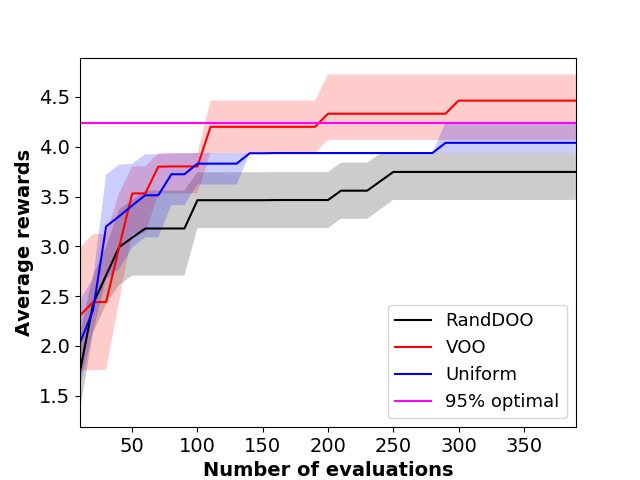 4.5
4.0
3.5
3.0
2.5
2.0
1.5
Average rewards
RandDOO
VOO
Uniform
95% optimal
50 100 150 200 250 300 350
Number of evaluations